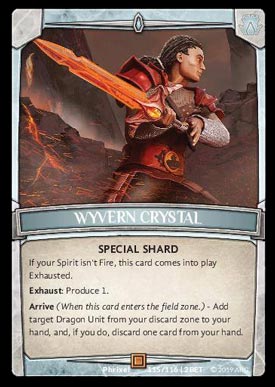 WYVERN CRYSTAL
SPECIAL SHARD
If your Spirit isn't Fire, this card comes into play
Exhausted.
Exhaust: Produce 1.
Arrive (When this card enters the field zone.) - Add
target Dragon Unit from your discard zone to your
hand, and, if you do, discard one card from your hand.
© 2019